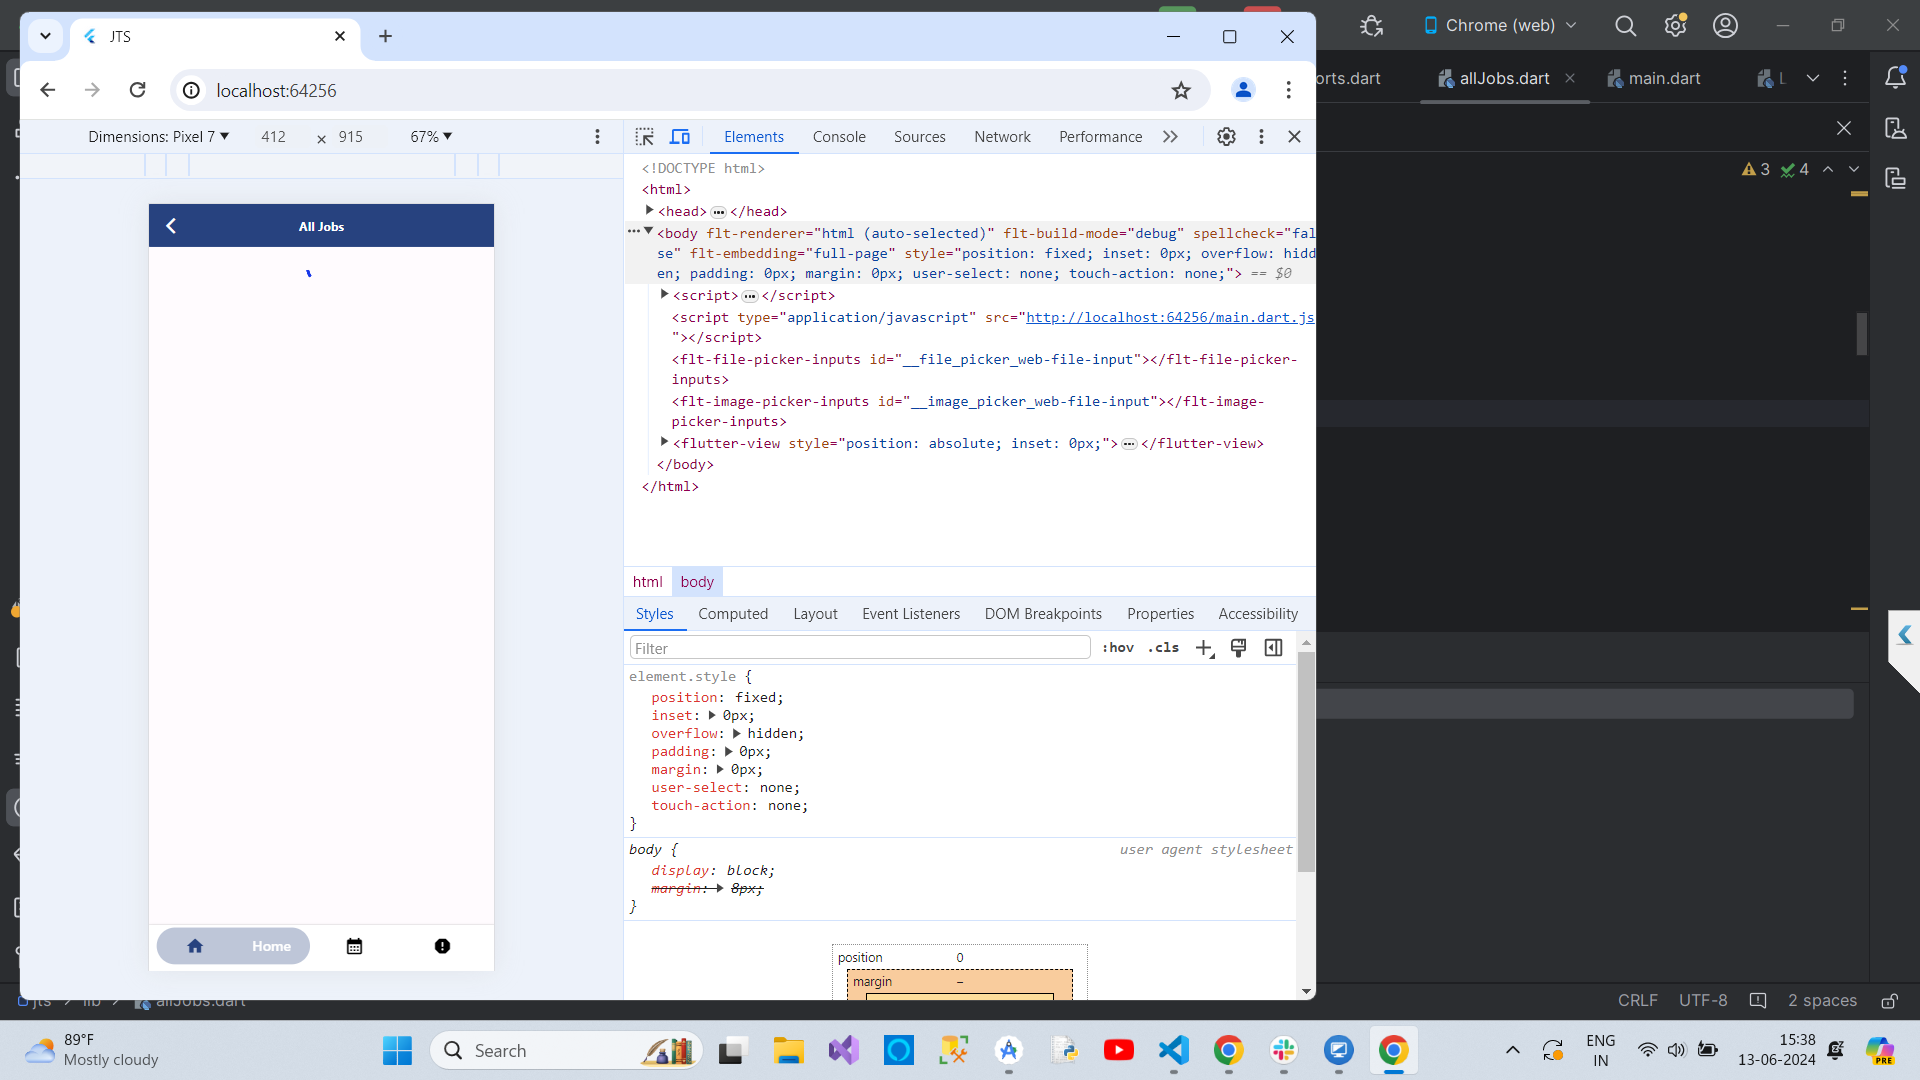 JTS
Chrome (web)
localhost:64256
orts.dart
allJobs.dart
main.dart
L
Dimensions: Pixel 7
412
×
915
67%
Elements
Console
Sources
Network
Performance
3
4
<!DOCTYPE html>
<html>
<head>
</head>
<body flt-renderer="html (auto-selected)" flt-build-mode="debug" spellcheck="fal
se" flt-embedding="full-page" style="position: fixed; inset: 0px; overflow: hidd
en; padding: 0px; margin: 0px; user-select: none; touch-action: none;"> == $0
<script>
</script>
<script type="application/javascript" src="http://localhost:64256/main.dart.js
"></script>
<flt-file-picker-inputs id="__file_picker_web-file-input"></flt-file-picker-
inputs>
<flt-image-picker-inputs id="__image_picker_web-file-input"></flt-image-
picker-inputs>
<flutter-view style="position: absolute; inset: 0px;">
</flutter-view>
</body>
</html>
All Jobs
Home
html
body
Styles
Computed
Layout
Event Listeners
DOM Breakpoints
Properties
Accessibility
Filter
:hov
.cls
element.style {
position: fixed;
inset: 0px;
overflow: hidden;
padding: 0px;
margin: 0px;
user-select: none;
touch-action: none;
}
body {
user agent stylesheet
display: block;
margin: 8px;
}
position
0
margin
–
jts
lib
allJobs.dart
CRLF
UTF-8
2 spaces
89°F
Mostly cloudy
Search
PRE
ENG
IN
15:38
13-06-2024